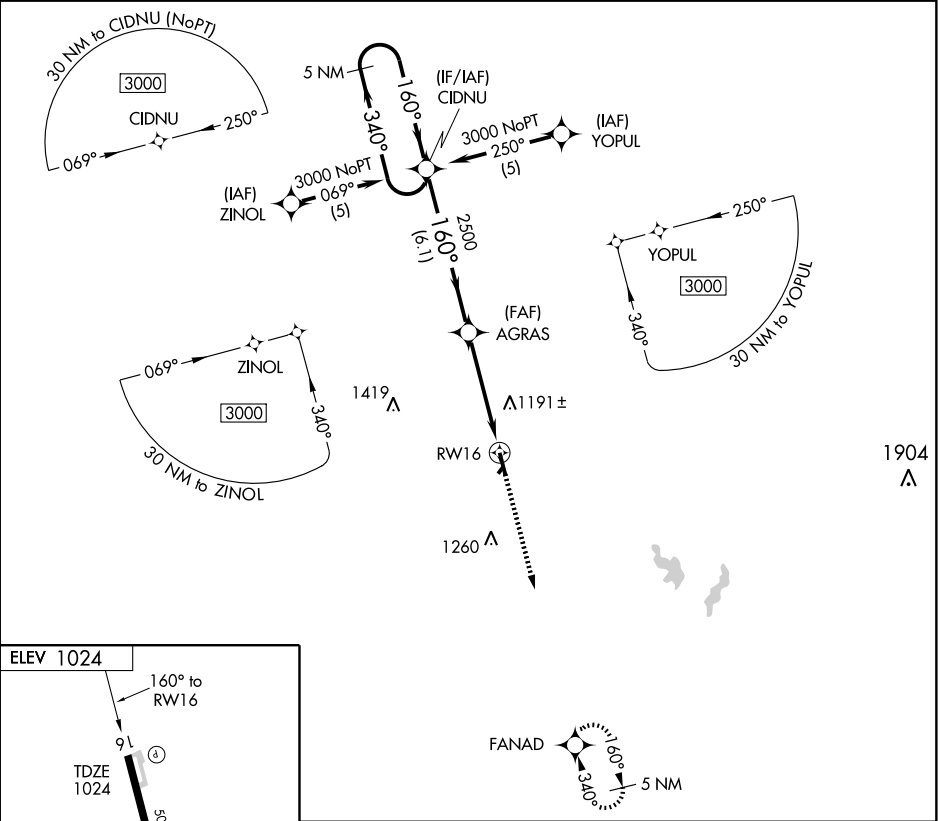 30 NM to CIDNU (NoPT)
3000
CIDNU
069°
250°
5 NM
160°
340°
(IF/IAF)
CIDNU
3000 NoPT
250°
(5)
(IAF)
YOPUL
(IAF)
ZINOL
3000 NoPT
069°
(5)
2500
160°
(6.1)
250°
YOPUL
3000
340°
30 NM to YOPUL
(FAF)
AGRAS
069°
ZINOL
3000
340°
30 NM to ZINOL
1419
1191±
RW16
1904
1260
ELEV 1024
160° to
RW16
16
P
TDZE
1024
50
FANAD
160°
340°
5 NM